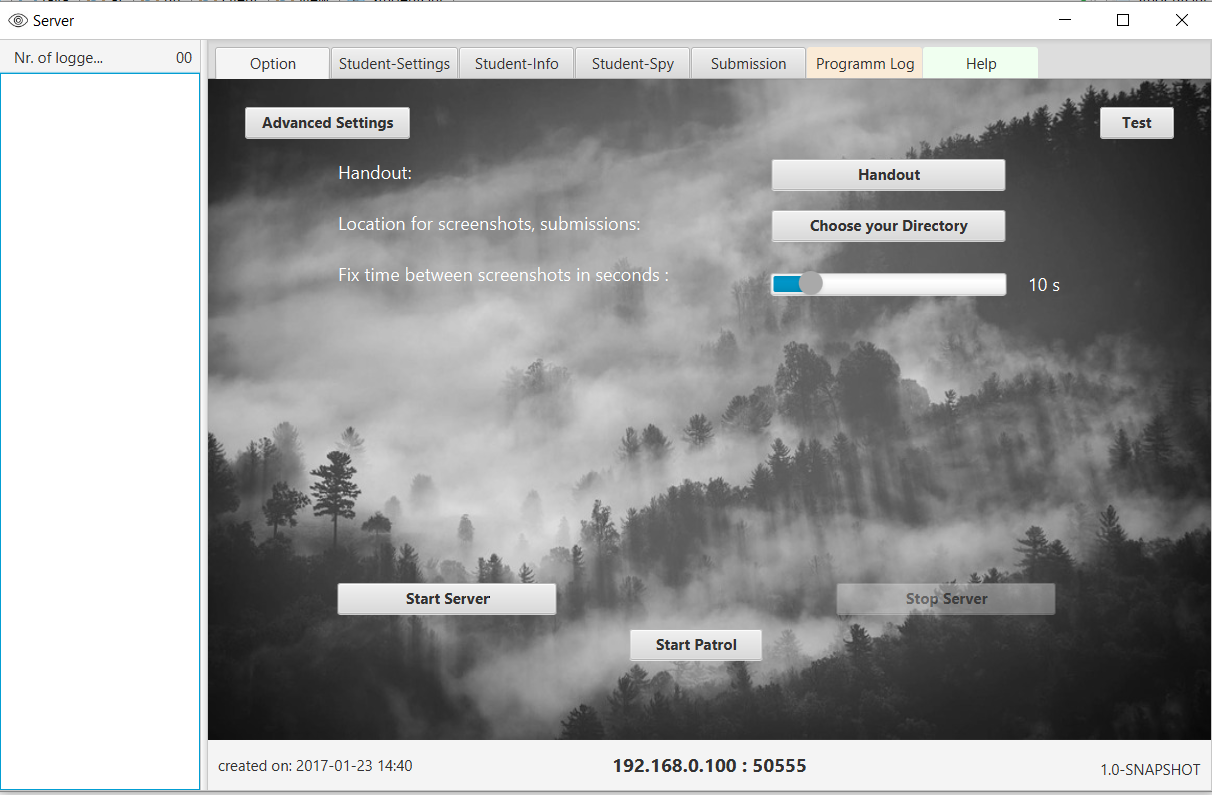 Server
Nr. of logge... 00
Option Student-Settings Student-Info Student-Spy Submission Programm Log Help
Advanced Settings Test
Handout: Handout
Location for screenshots, submissions: Choose your Directory
Fix time between screenshots in seconds : 10 s
Start Server Stop Server
Start Patrol
created on: 2017-01-23 14:40 192.168.0.100 : 50555 1.0-SNAPSHOT